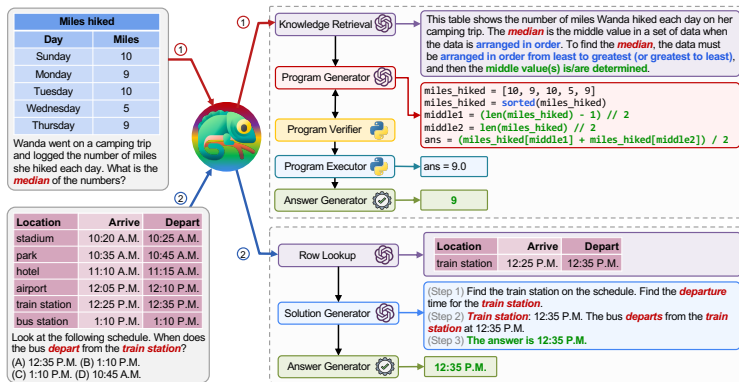 Miles hiked
Day Miles
Sunday 10
Monday 9
Tuesday 10
Wednesday 5
Thursday 9
Wanda went on a camping trip
and logged the number of miles
she hiked each day. What is the
median of the numbers?
1
2
Location Arrive Depart
stadium 10:20 A.M. 10:25 A.M.
park 10:35 A.M. 10:45 A.M.
hotel 11:10 A.M. 11:15 A.M.
airport 12:05 P.M. 12:10 P.M.
train station 12:25 P.M. 12:35 P.M.
bus station 1:10 P.M. 1:10 P.M.
Look at the following schedule. When does
the bus depart from the train station?
(A) 12:35 P.M. (B) 1:10 P.M.
(C) 1:10 P.M. (D) 10:45 A.M.
1
Knowledge Retrieval
This table shows the number of miles Wanda hiked each day on her
camping trip. The median is the middle value in a set of data when
the data is arranged in order. To find the median, the data must
be arranged in order from least to greatest (or greatest to least),
and then the middle value(s) is/are determined.
Program Generator
miles_hiked = [10, 9, 10, 5, 9]
miles_hiked = sorted(miles_hiked)
middle1 = (len(miles_hiked) - 1) // 2
middle2 = len(miles_hiked) // 2
ans = (miles_hiked[middle1] + miles_hiked[middle2]) / 2
Program Verifier
Program Executor
ans = 9.0
Answer Generator
9
2
Row Lookup
Location Arrive Depart
train station 12:25 P.M. 12:35 P.M.
Solution Generator
(Step 1) Find the train station on the schedule. Find the departure
time for the train station.
(Step 2) Train station: 12:35 P.M. The bus departs from the train
station at 12:35 P.M.
(Step 3) The answer is 12:35 P.M.
Answer Generator
12:35 P.M.